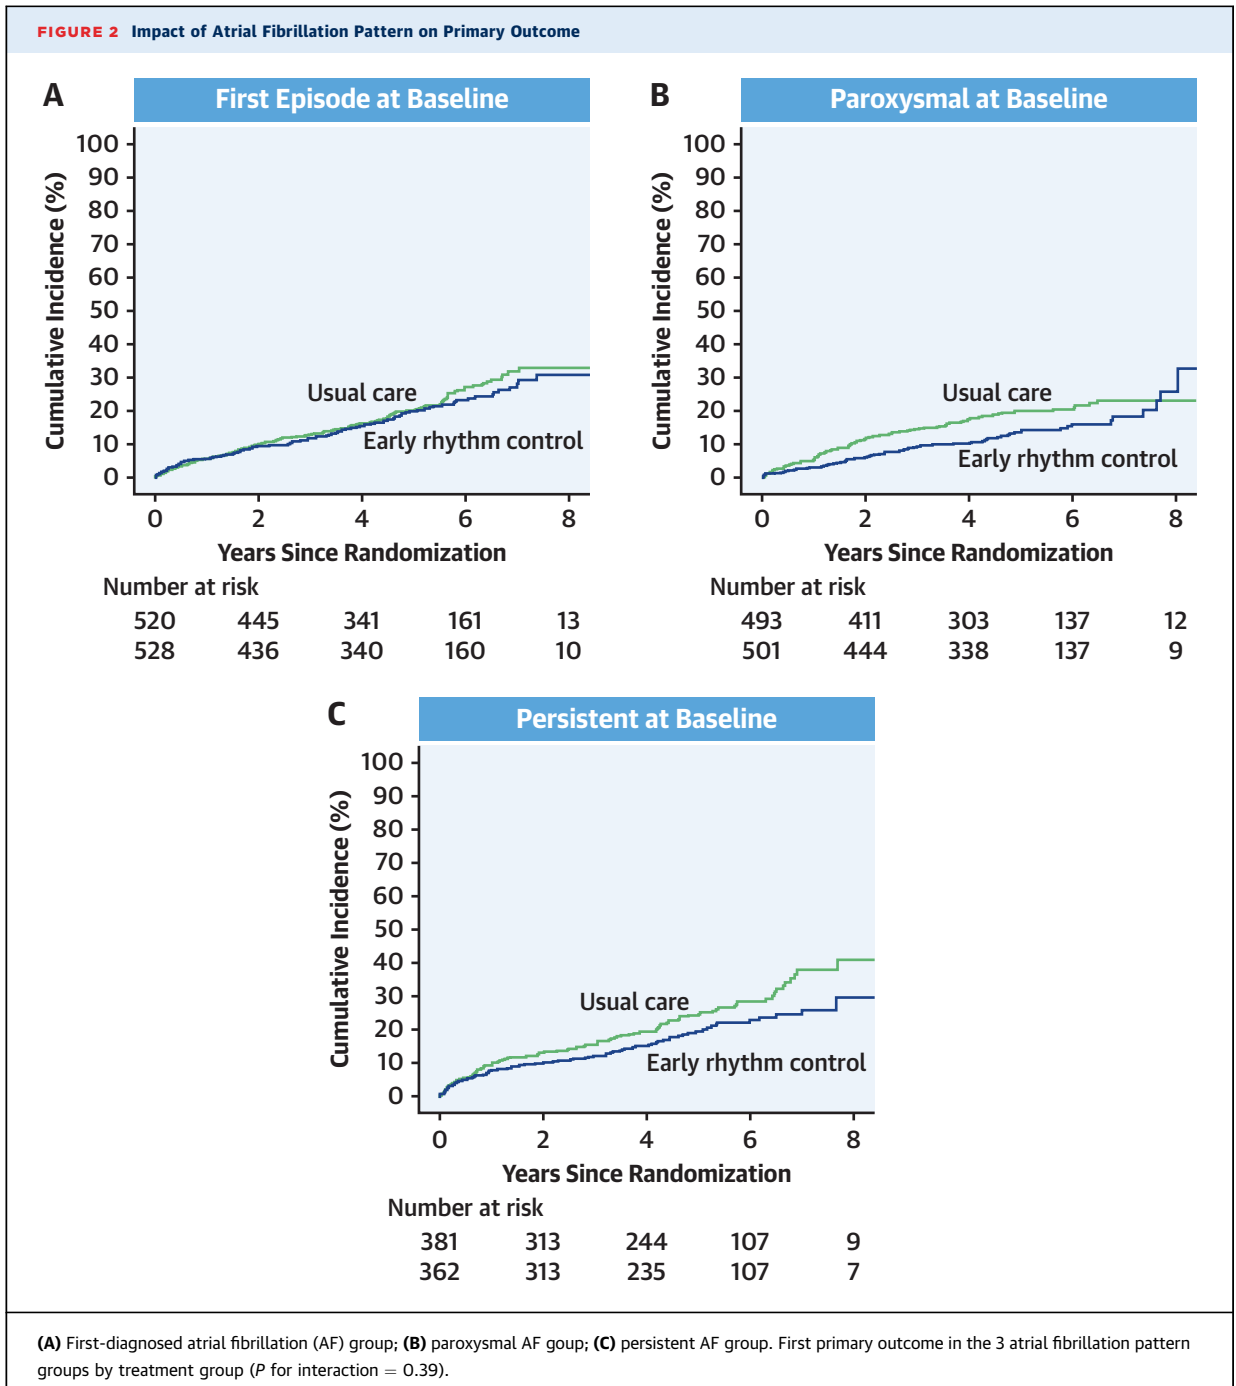 FIGURE 2 Impact of Atrial Fibrillation Pattern on Primary Outcome
A
First Episode at Baseline
Cumulative Incidence (%)
100
90
80
70
60
50
40
30
20
10
0
Usual care
Early rhythm control
0 2 4 6 8
Years Since Randomization
Number at risk
520 445 341 161 13
528 436 340 160 10
B
Paroxysmal at Baseline
Cumulative Incidence (%)
100
90
80
70
60
50
40
30
20
10
0
Usual care
Early rhythm control
0 2 4 6 8
Years Since Randomization
Number at risk
493 411 303 137 12
501 444 338 137 9
C
Persistent at Baseline
Cumulative Incidence (%)
100
90
80
70
60
50
40
30
20
10
0
Usual care
Early rhythm control
0 2 4 6 8
Years Since Randomization
Number at risk
381 313 244 107 9
362 313 235 107 7
(A) First-diagnosed atrial fibrillation (AF) group; (B) paroxysmal AF goup; (C) persistent AF group. First primary outcome in the 3 atrial fibrillation pattern
groups by treatment group (P for interaction = 0.39).